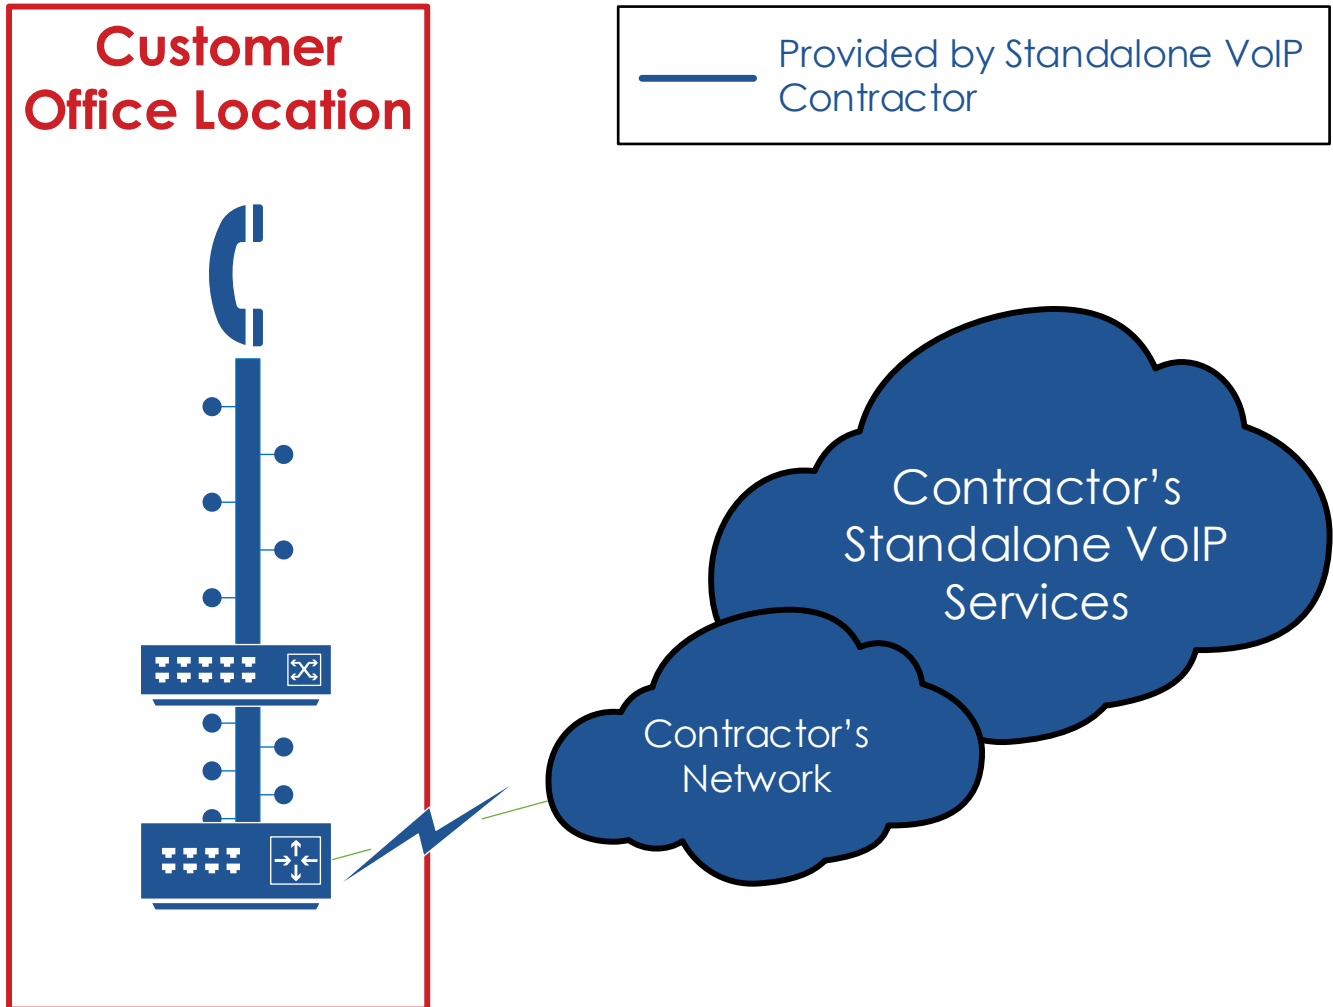 Customer
Office Location
Provided by Standalone VoIP
Contractor
Contractor’s
Standalone VoIP
Services
Contractor’s
Network